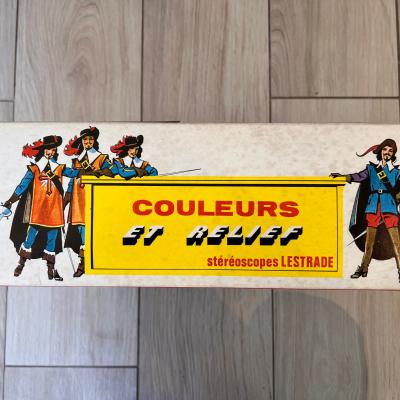 COULEURS
ET RELIEF
stéréoscopes LESTRADE